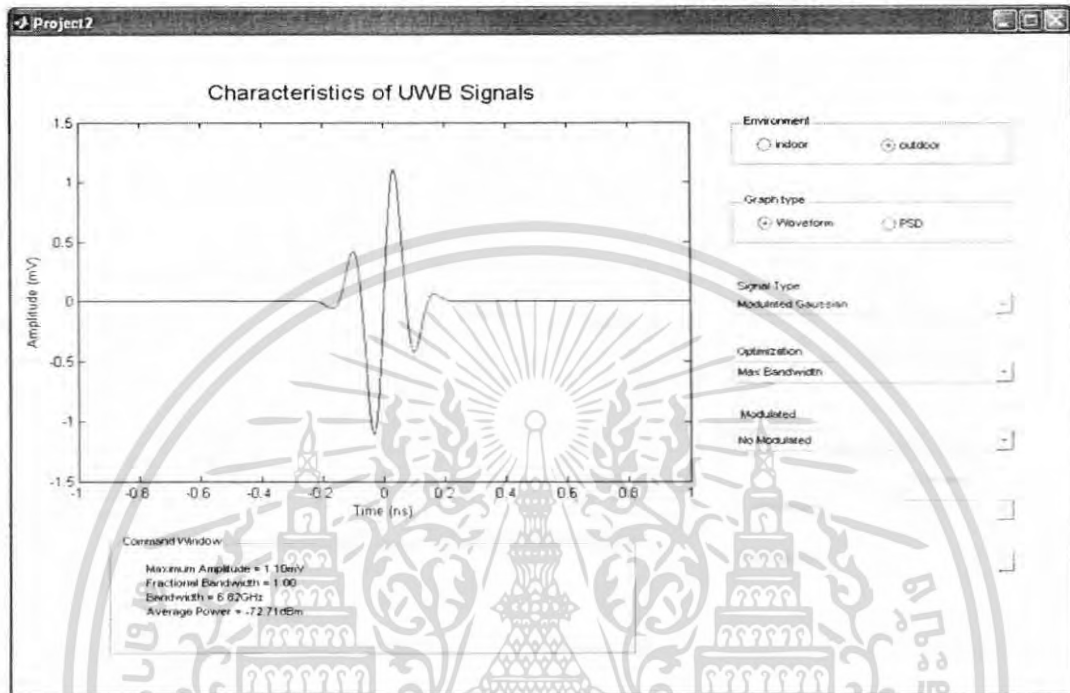 Project2
Characteristics of UWB Signals
1.5
1
0.5
0
-0.5
-1
-1.5
Amplitude (mV)
-1 -0.8 -0.6 -0.4 -0.2 0 0.2 0.4 0.6 0.8 1
Time (ns)
Environment
indoor outdoor
Graph type
Waveform PSD
Signal Type
Modulated Gaussian
Optimization
Max Bandwidth
Modulated
No Modulated
Command Window
Maximum Amplitude = 1.10mV
Fractional Bandwidth = 1.00
Bandwidth = 6.82GHz
Average Power = -72.71dBm